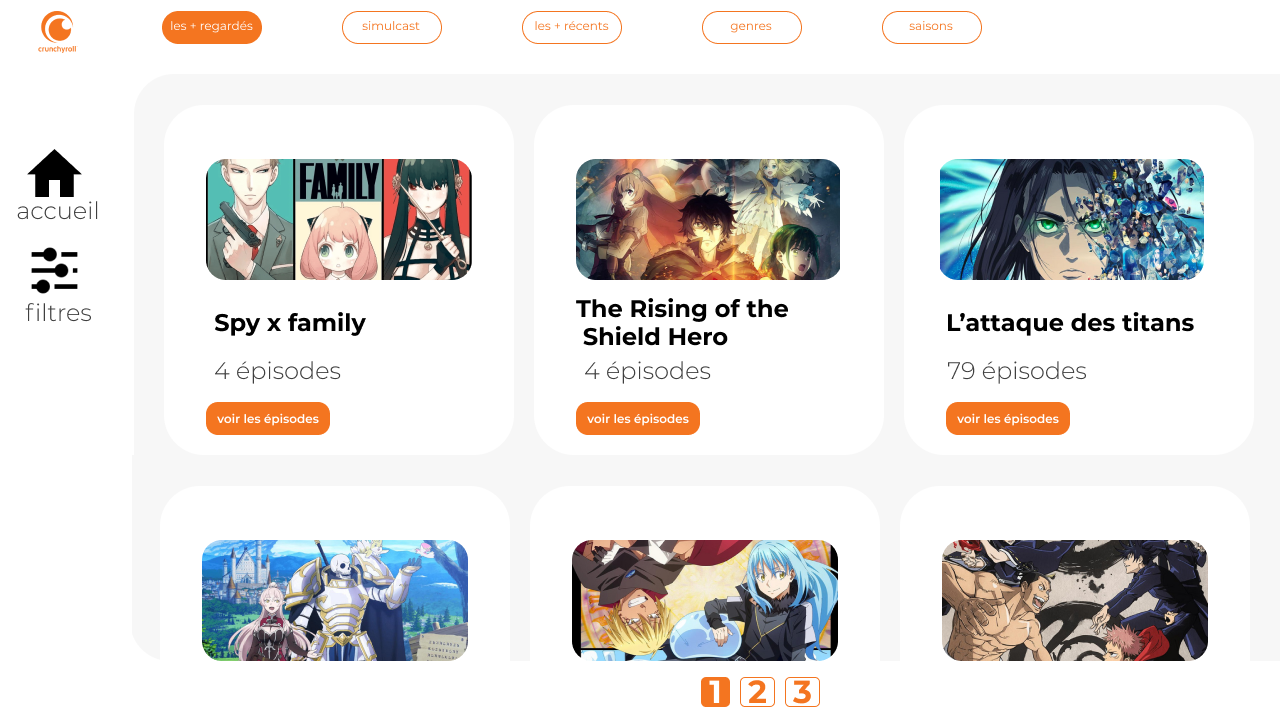 crunchyroll
les + regardés
simulcast
les + récents
genres
saisons
accueil
filtres
FAMILY
Spy x family
4 épisodes
voir les épisodes
The Rising of the
Shield Hero
4 épisodes
voir les épisodes
L’attaque des titans
79 épisodes
voir les épisodes
1 2 3